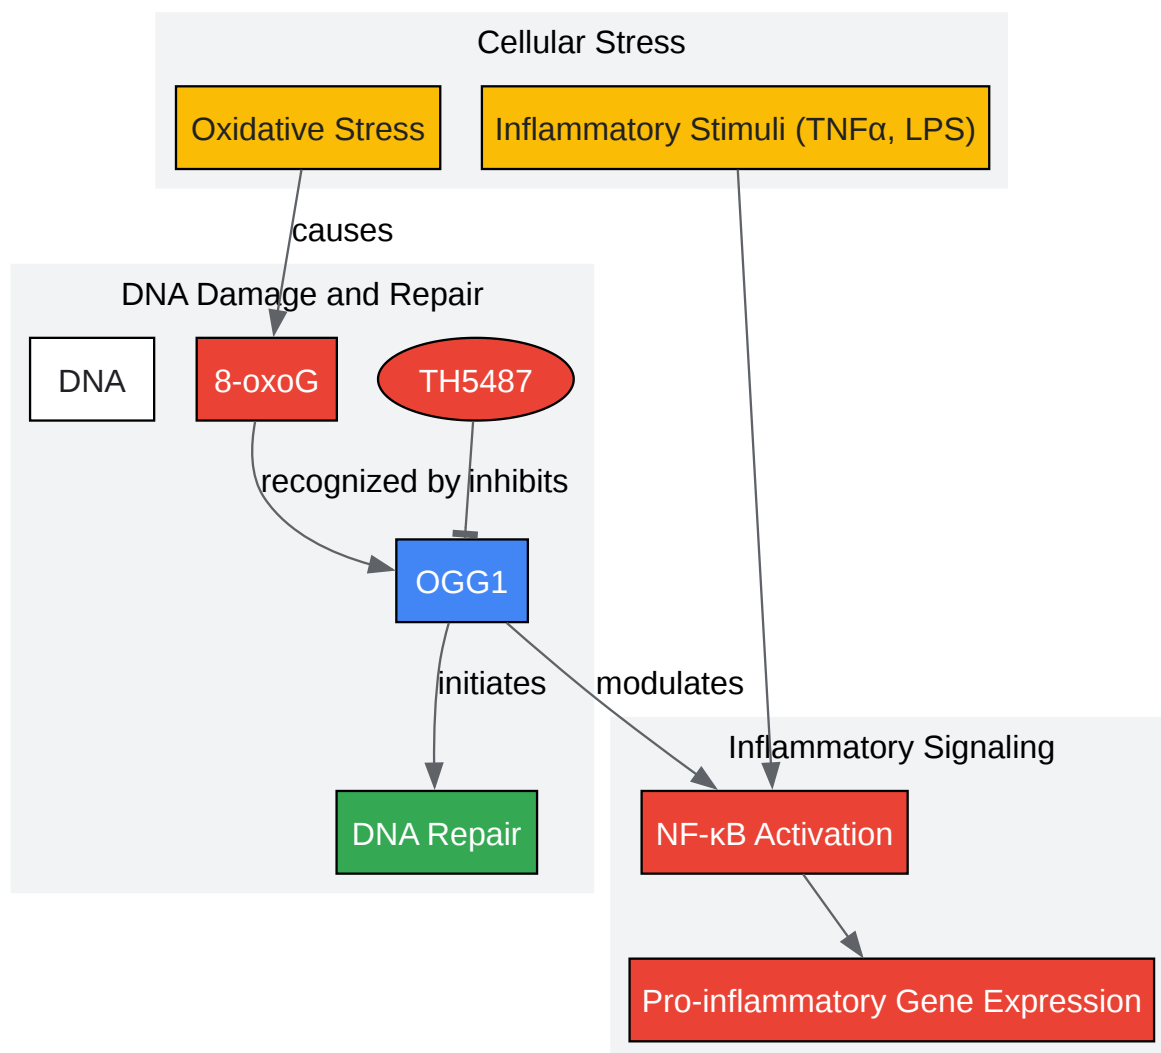 Cellular Stress
Oxidative Stress
Inflammatory Stimuli (TNFα, LPS)
causes
DNA Damage and Repair
DNA
8-oxoG
TH5487
recognized by
inhibits
OGG1
initiates
modulates
Inflammatory Signaling
DNA Repair
NF-κB Activation
Pro-inflammatory Gene Expression